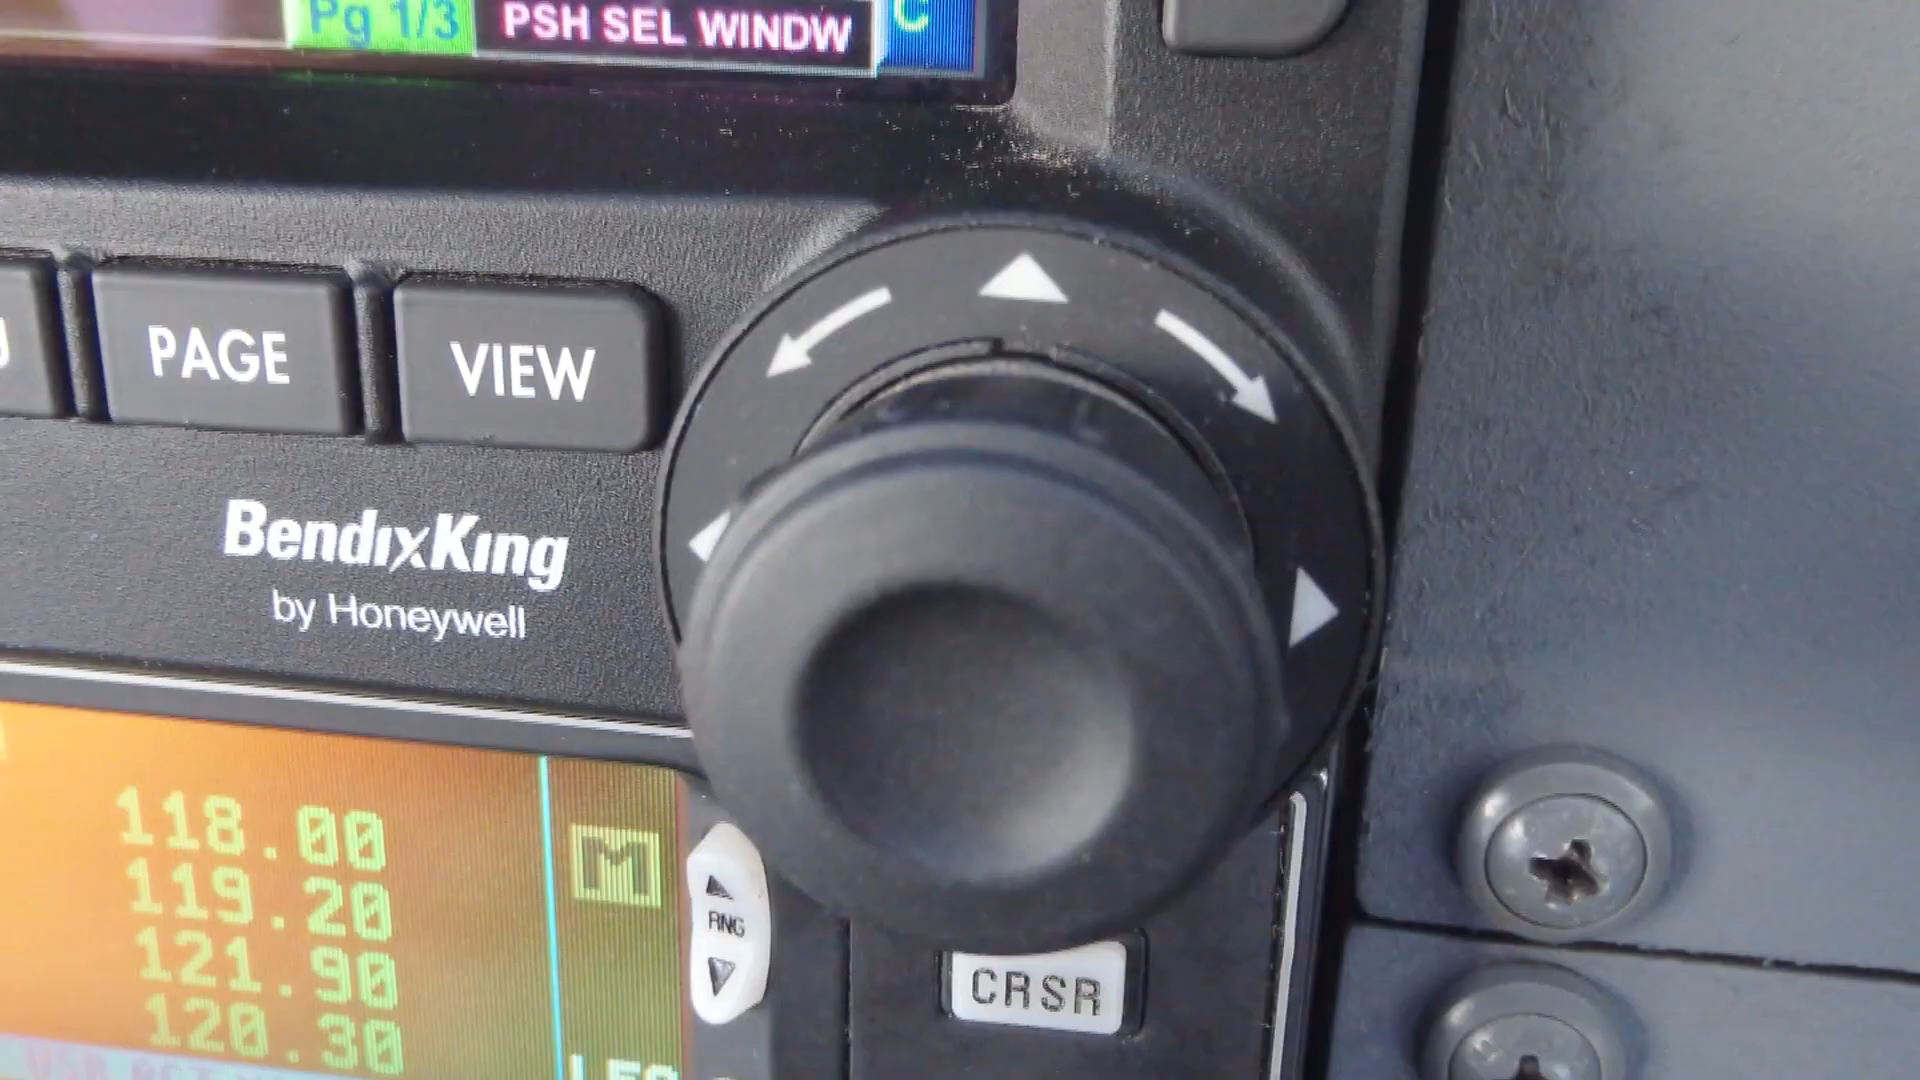 Pg 1/3
PSH SEL WINDW
C
PAGE
VIEW
BendixKing
by Honeywell
118.00
119.20
121.90
120.30
M
RNG
CRSR